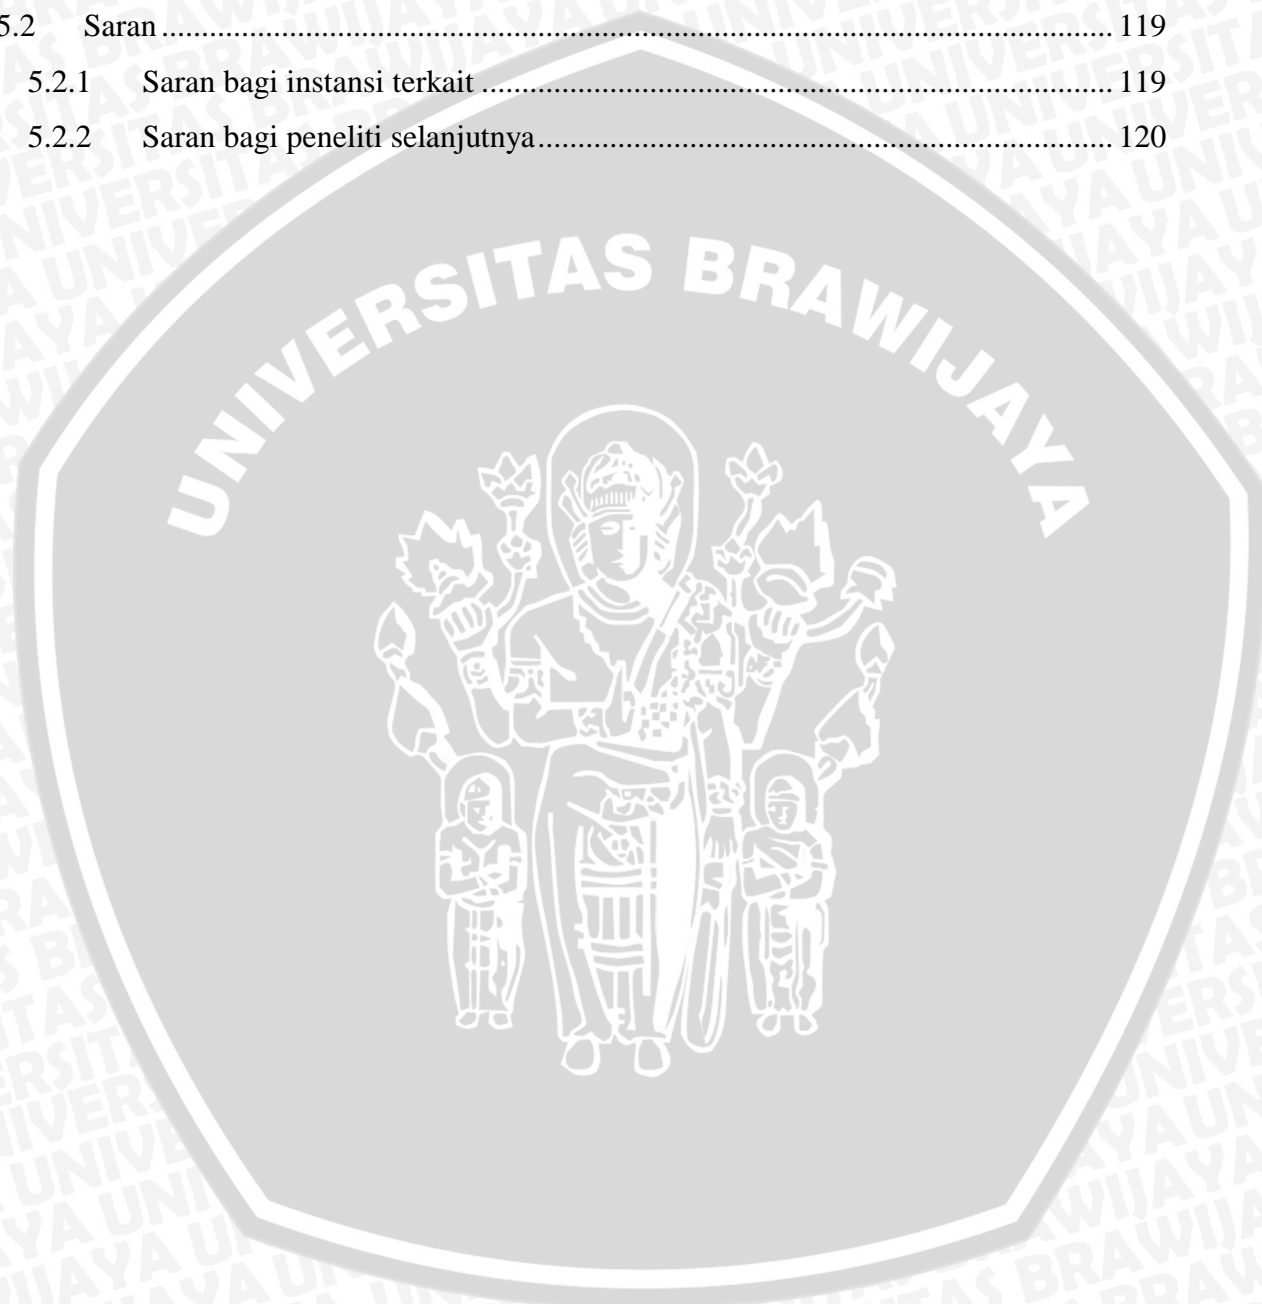 5.2 Saran ........................................................................................................................ 119
5.2.1 Saran bagi instansi terkait ................................................................................ 119
5.2.2 Saran bagi peneliti selanjutnya ........................................................................ 120
UNIVERSITAS BRAWIJAYA